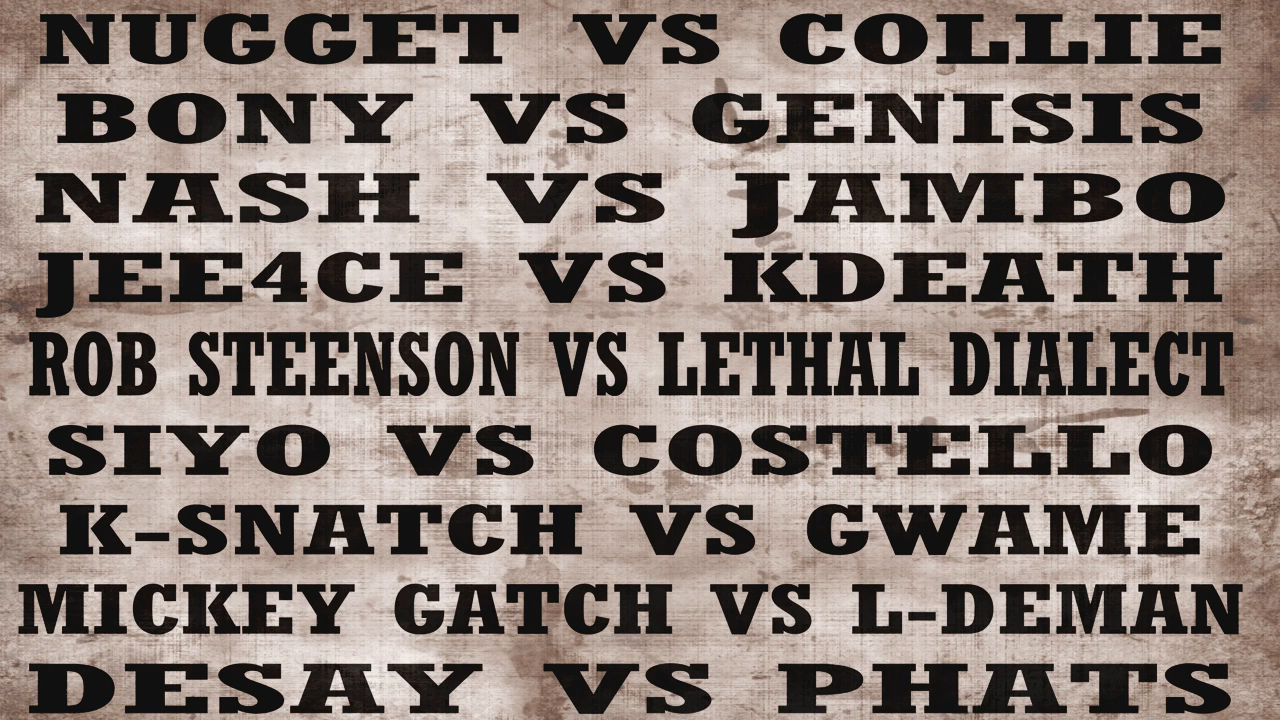 NUGGET VS COLLIE
BONY VS GENISIS
NASH VS JAMBO
JEE4CE VS KDEATH
ROB STEENSON VS LETHAL DIALECT
SIYO VS COSTELLO
K-SNATCH VS GWAME
MICKEY GATCH VS L-DEMAN
DESAY VS PHATS